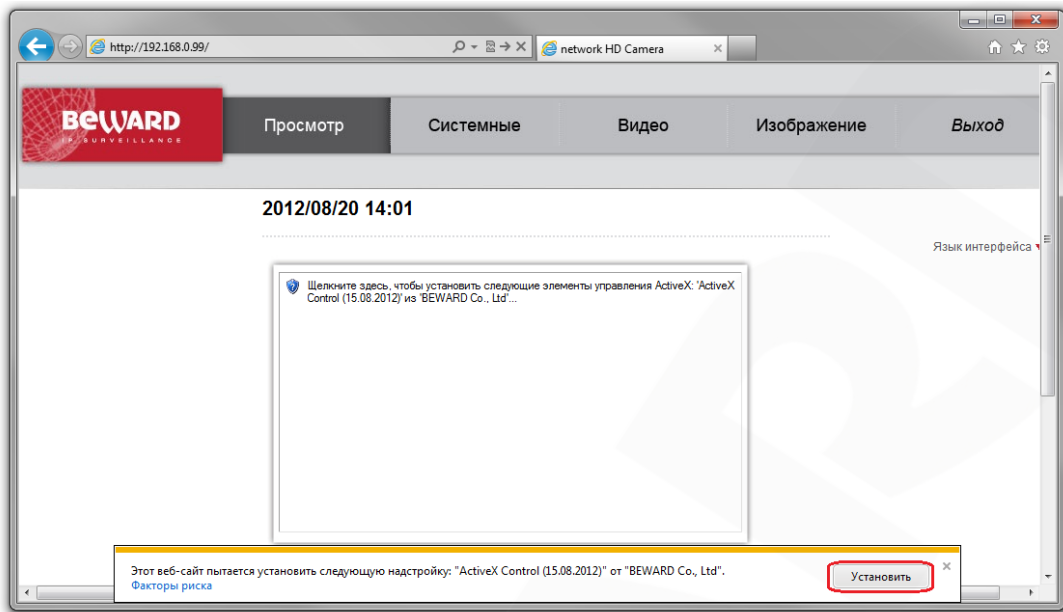 http://192.168.0.99/
network HD Camera
BEWARD
IP SURVEILLANCE
Просмотр
Системные
Видео
Изображение
Выход
2012/08/20 14:01
Язык интерфейса
Щелкните здесь, чтобы установить следующие элементы управления ActiveX: 'ActiveX
Control (15.08.2012)' из 'BEWARD Co., Ltd'...
Этот веб-сайт пытается установить следующую надстройку: "ActiveX Control (15.08.2012)" от "BEWARD Co., Ltd".
Факторы риска
Установить